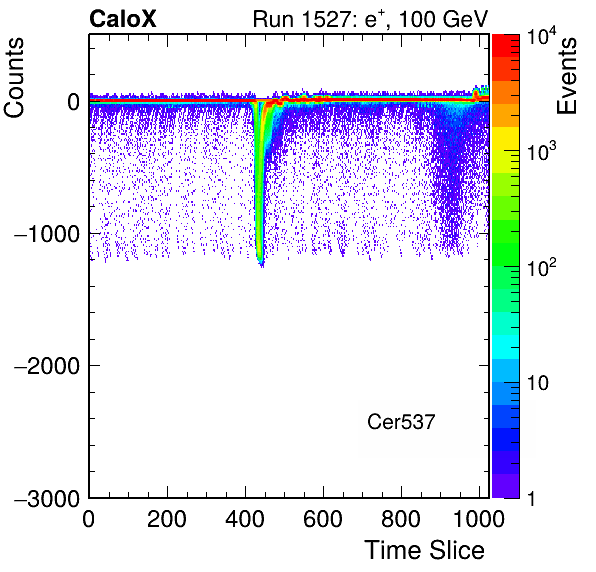 CaloX Run 1527: e⁺, 100 GeV
Counts
Events
0
−1000
−2000
−3000
0 200 400 600 800 1000
Time Slice
Cer537
10⁴
10³
10²
10
1